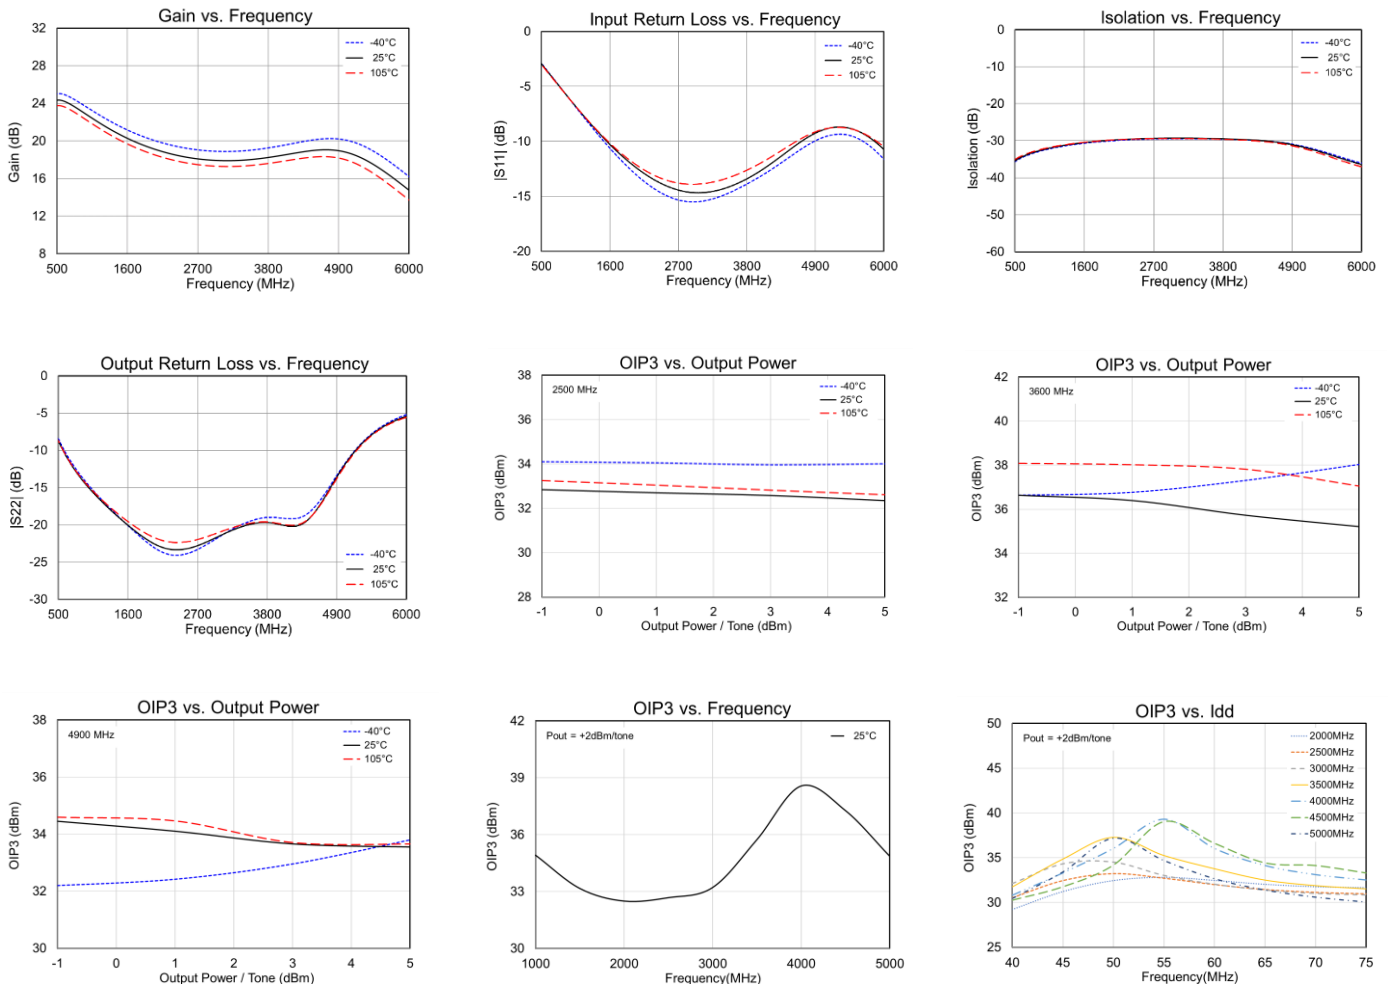 Gain vs. Frequency
32
28
24
20
16
12
8
Gain (dB)
-40°C
25°C
105°C
500 1600 2700 3800 4900 6000
Frequency (MHz)
Input Return Loss vs. Frequency
0
-5
-10
-15
-20
|S11| (dB)
-40°C
25°C
105°C
500 1600 2700 3800 4900 6000
Frequency (MHz)
Isolation vs. Frequency
0
-10
-20
-30
-40
-50
-60
Isolation (dB)
-40°C
25°C
105°C
500 1600 2700 3800 4900 6000
Frequency (MHz)
Output Return Loss vs. Frequency
0
-5
-10
-15
-20
-25
-30
|S22| (dB)
-40°C
25°C
105°C
500 1600 2700 3800 4900 6000
Frequency (MHz)
OIP3 vs. Output Power
38
36
34
32
30
28
OIP3 (dBm)
2500 MHz
-40°C
25°C
105°C
-1 0 1 2 3 4 5
Output Power / Tone (dBm)
OIP3 vs. Output Power
42
40
38
36
34
32
OIP3 (dBm)
3600 MHz
-40°C
25°C
105°C
-1 0 1 2 3 4 5
Output Power / Tone (dBm)
OIP3 vs. Output Power
38
36
34
32
30
OIP3 (dBm)
4900 MHz
-40°C
25°C
105°C
-1 0 1 2 3 4 5
Output Power / Tone (dBm)
OIP3 vs. Frequency
42
39
36
33
30
OIP3 (dBm)
Pout = +2dBm/tone
25°C
1000 2000 3000 4000 5000
Frequency(MHz)
OIP3 vs. Idd
50
45
40
35
30
25
OIP3 (dBm)
Pout = +2dBm/tone
2000MHz
2500MHz
3000MHz
3500MHz
4000MHz
4500MHz
5000MHz
40 45 50 55 60 65 70 75
Frequency(MHz)